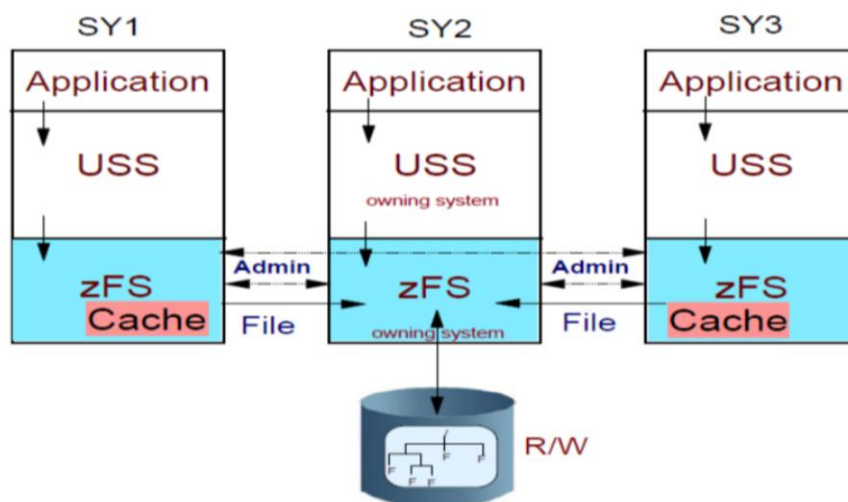 SY1 SY2 SY3
Application Application Application
USS USS USS
owning system
Admin Admin
zFS zFS zFS
Cache Cache
File File
owning system
R/W
/
F F
F
F F